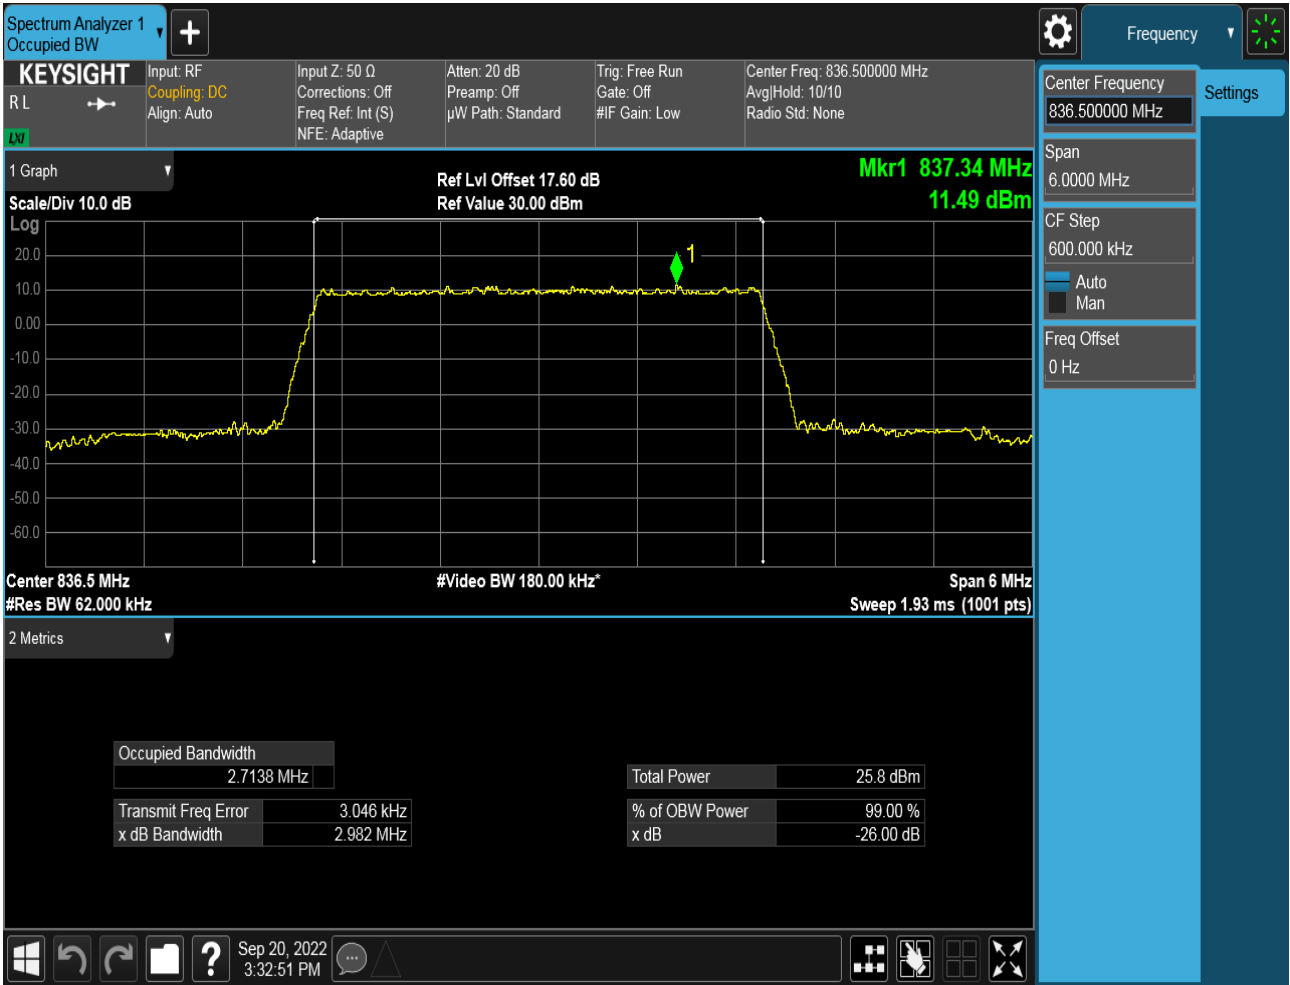 Spectrum Analyzer 1
Occupied BW
Frequency
KEYSIGHT
R L
LXI
Input: RF
Coupling: DC
Align: Auto
Input Z: 50 Ω
Corrections: Off
Freq Ref: Int (S)
NFE: Adaptive
Atten: 20 dB
Preamp: Off
µW Path: Standard
Trig: Free Run
Gate: Off
#IF Gain: Low
Center Freq: 836.500000 MHz
Avg|Hold: 10/10
Radio Std: None
Center Frequency
836.500000 MHz
Settings
Span
6.0000 MHz
CF Step
600.000 kHz
Auto
Man
Freq Offset
0 Hz
1 Graph
Scale/Div 10.0 dB
Ref Lvl Offset 17.60 dB
Ref Value 30.00 dBm
Mkr1 837.34 MHz
11.49 dBm
Log
1
20.0
10.0
0.00
-10.0
-20.0
-30.0
-40.0
-50.0
-60.0
Center 836.5 MHz
#Video BW 180.00 kHz*
Span 6 MHz
#Res BW 62.000 kHz
Sweep 1.93 ms (1001 pts)
2 Metrics
Occupied Bandwidth
2.7138 MHz
Total Power 25.8 dBm
Transmit Freq Error 3.046 kHz
% of OBW Power 99.00 %
x dB Bandwidth 2.982 MHz
x dB -26.00 dB
?
Sep 20, 2022
3:32:51 PM